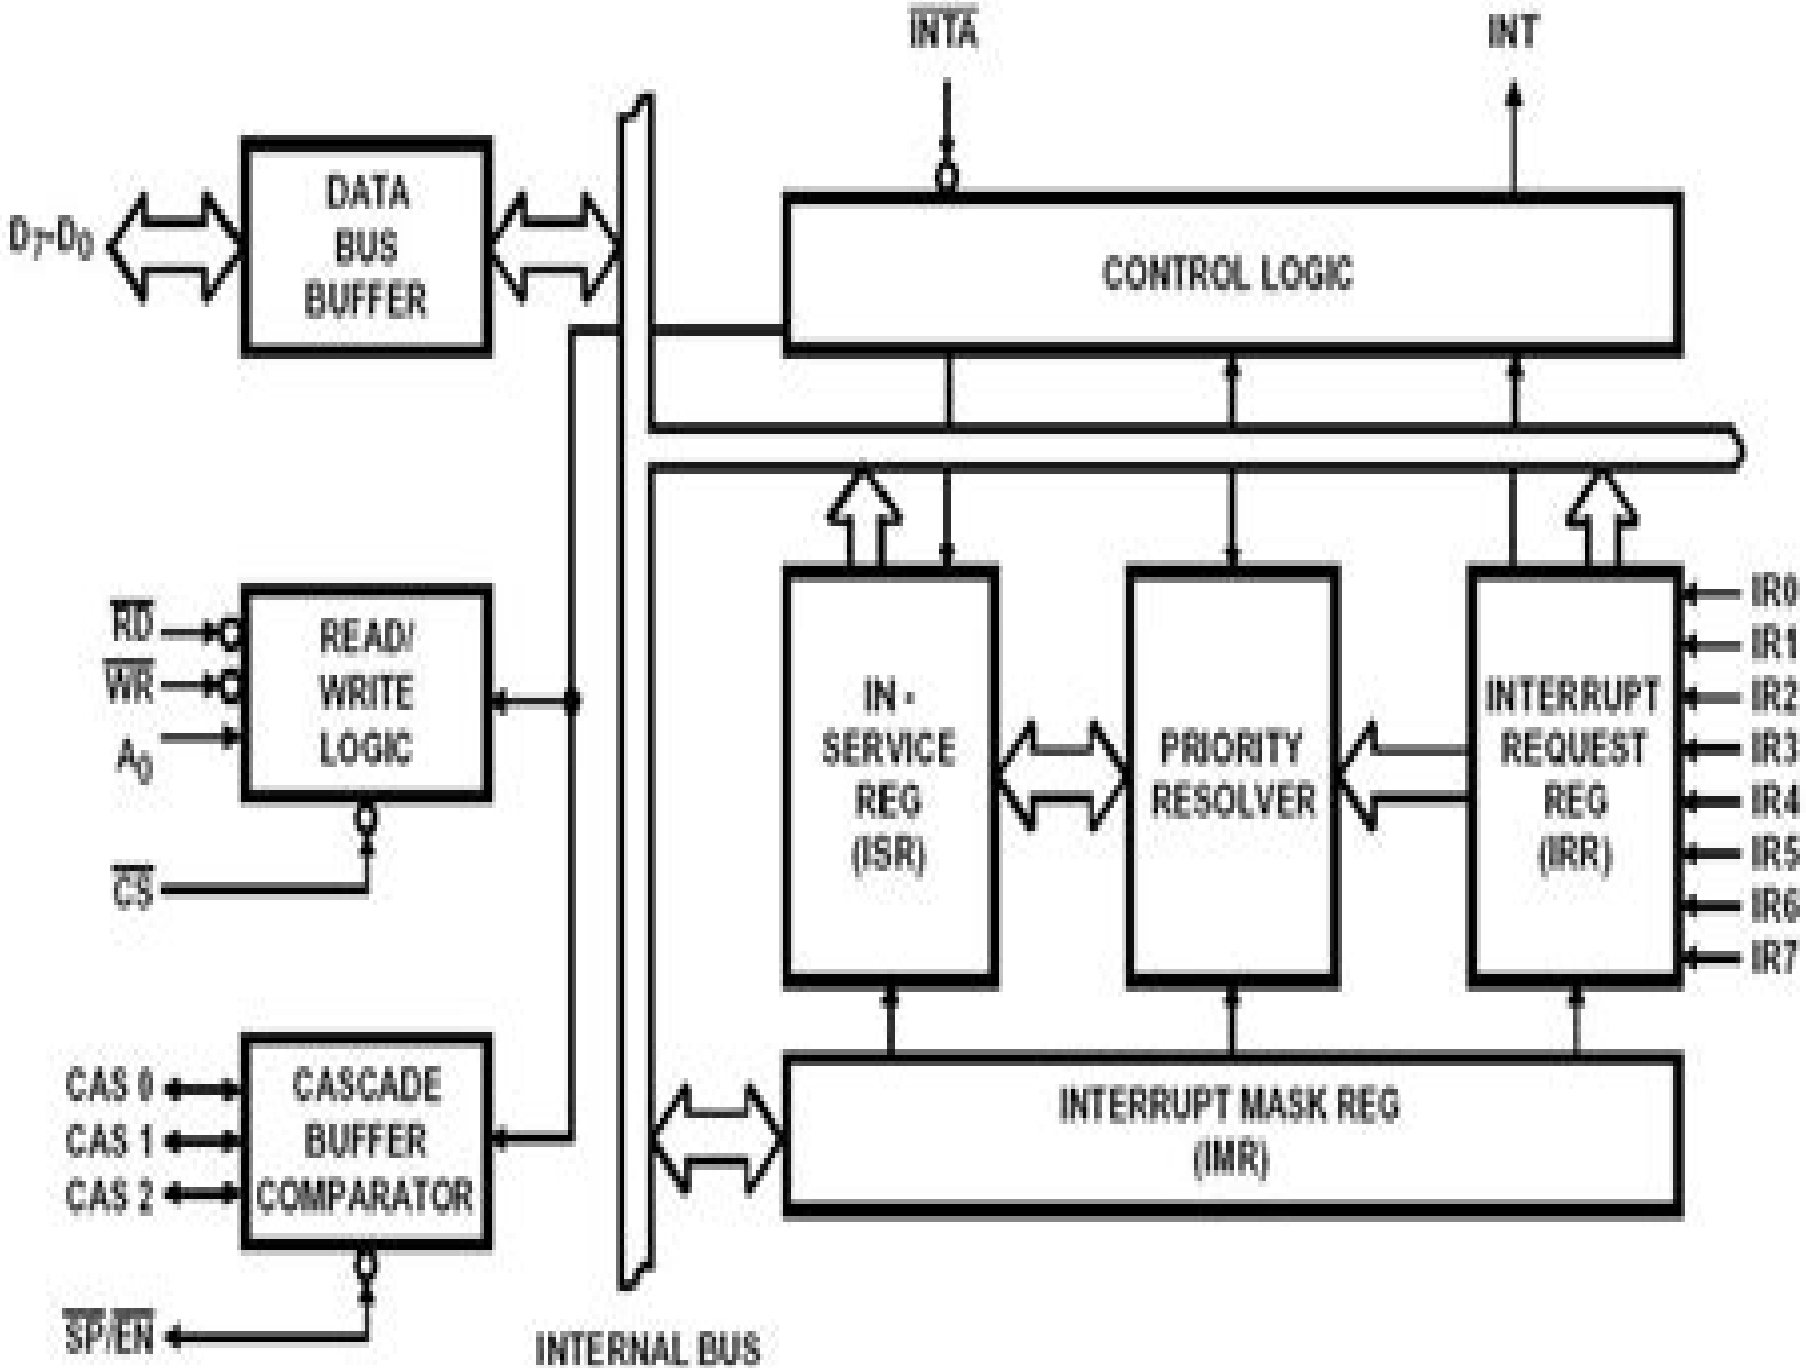 INTA
INT
D7-D0
DATA
BUS
BUFFER
CONTROL LOGIC
RD
WR
A0
CS
READ/
WRITE
LOGIC
IN -
SERVICE
REG
(ISR)
PRIORITY
RESOLVER
INTERRUPT
REQUEST
REG
(IRR)
IR0
IR1
IR2
IR3
IR4
IR5
IR6
IR7
CAS 0
CAS 1
CAS 2
CASCADE
BUFFER
COMPARATOR
SP/EN
INTERRUPT MASK REG
(IMR)
INTERNAL BUS